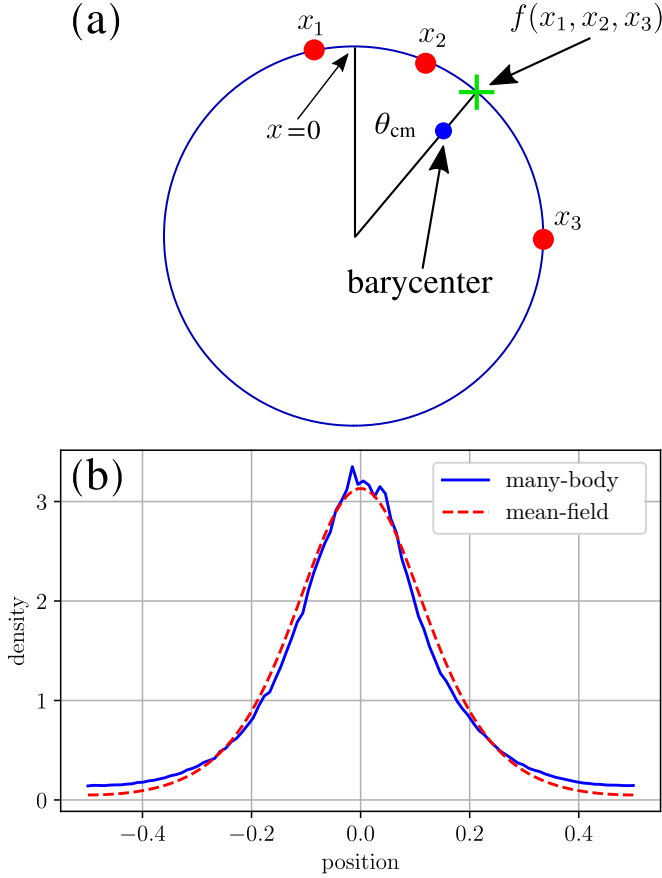 (a)
f(x₁, x₂, x₃)
x₁
x₂
x=0
θcm
x₃
barycenter
(b)
many-body
mean-field
3
2
1
0
density
−0.4 −0.2 0.0 0.2 0.4
position